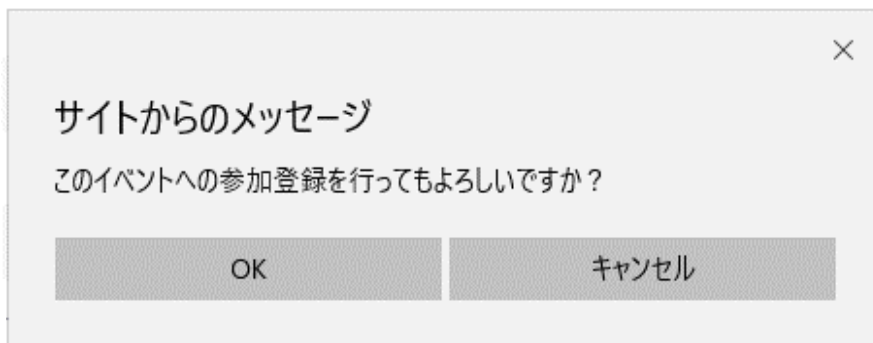 サイトからのメッセージ
このイベントへの参加登録を行ってもよろしいですか？
OK
キャンセル